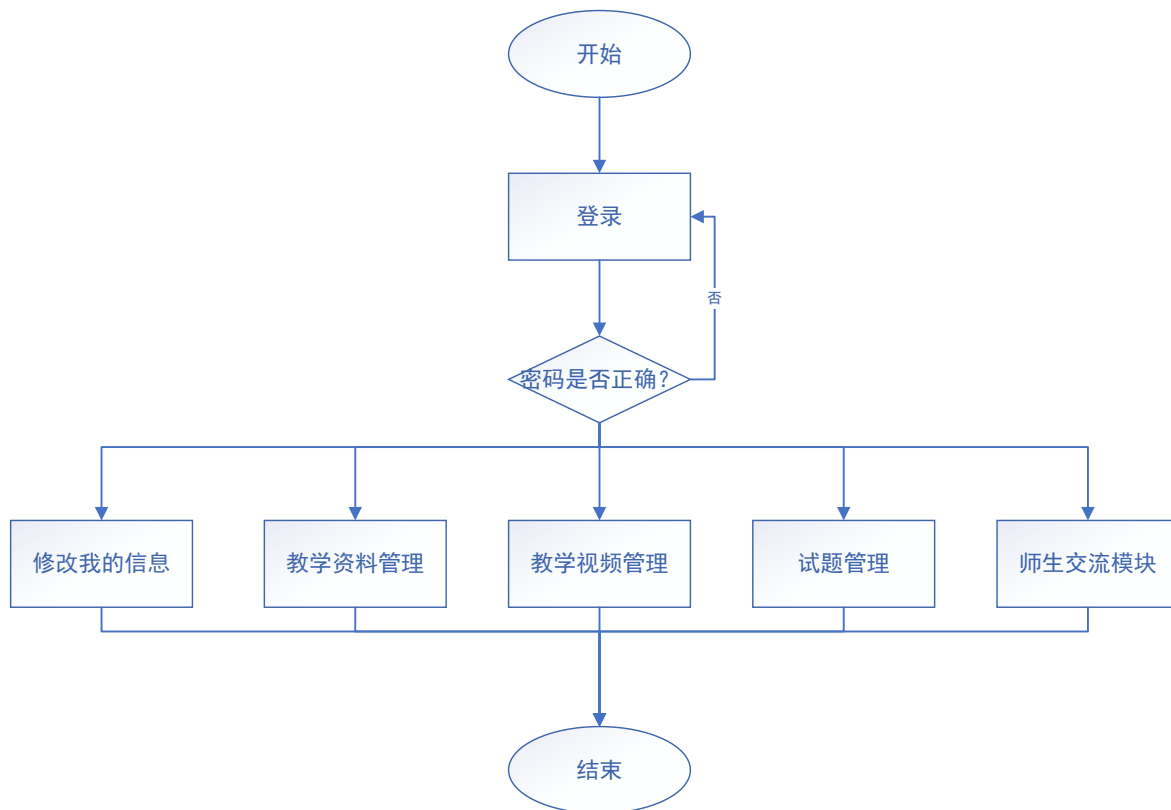 开始
登录
否
密码是否正确？
修改我的信息
教学资料管理
教学视频管理
试题管理
师生交流模块
结束